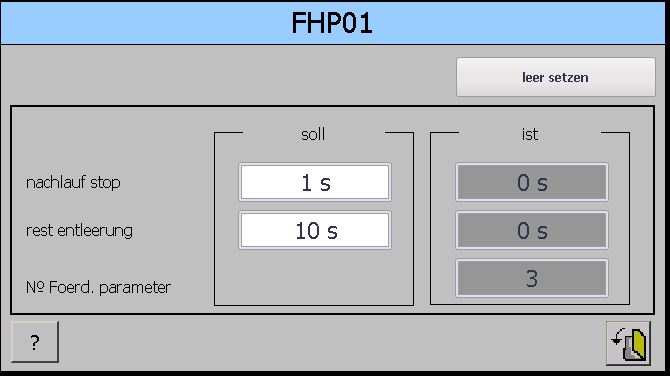 FHP01
leer setzen
soll ist
nachlauf stop 1 s 0 s
rest entleerung 10 s 0 s
Nº Foerd. parameter 3
?